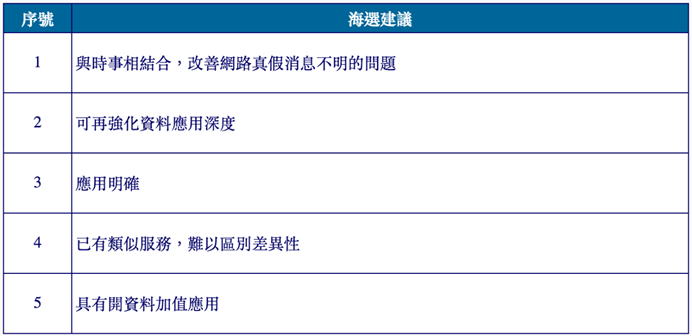 序號 海選建議
1 與時事相結合，改善網路真假消息不明的問題
2 可再強化資料應用深度
3 應用明確
4 已有類似服務，難以區別差異性
5 具有開資料加值應用